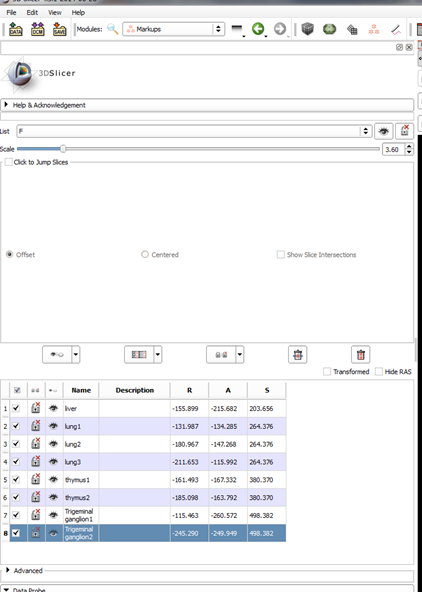 File Edit View Help
DATA DCM SAVE Modules: Markups
3DSlicer
Help & Acknowledgement
List F
Scale 3.60
Click to Jump Slices
Offset Centered Show Slice Intersections
Transformed Hide RAS
Name Description R A S
1 liver -155.899 -215.682 203.656
2 lung1 -131.987 -134.285 264.376
3 lung2 -180.967 -147.268 264.376
4 lung3 -211.653 -115.992 264.376
5 thymus1 -161.493 -167.332 380.370
6 thymus2 -185.098 -163.792 380.370
7 Trigeminal ganglion1 -115.463 -260.572 498.382
8 Trigeminal ganglion2 -245.290 -249.949 498.382
Advanced
Data Probe